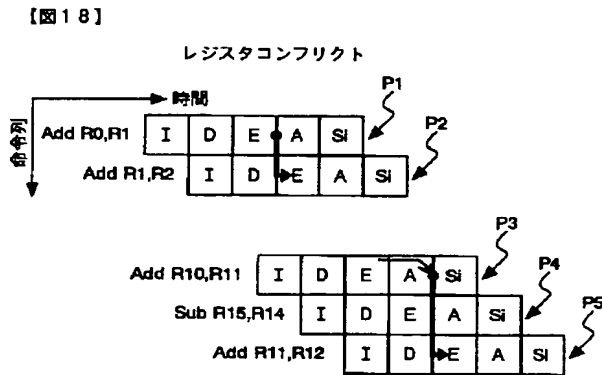 【図18】
レジスタコンフリクト
時間
命令列
P1
Add R0,R1 I D E A Si
P2
Add R1,R2 I D E A Si
P3
Add R10,R11 I D E A Si
P4
Sub R15,R14 I D E A Si
P5
Add R11,R12 I D E A Si